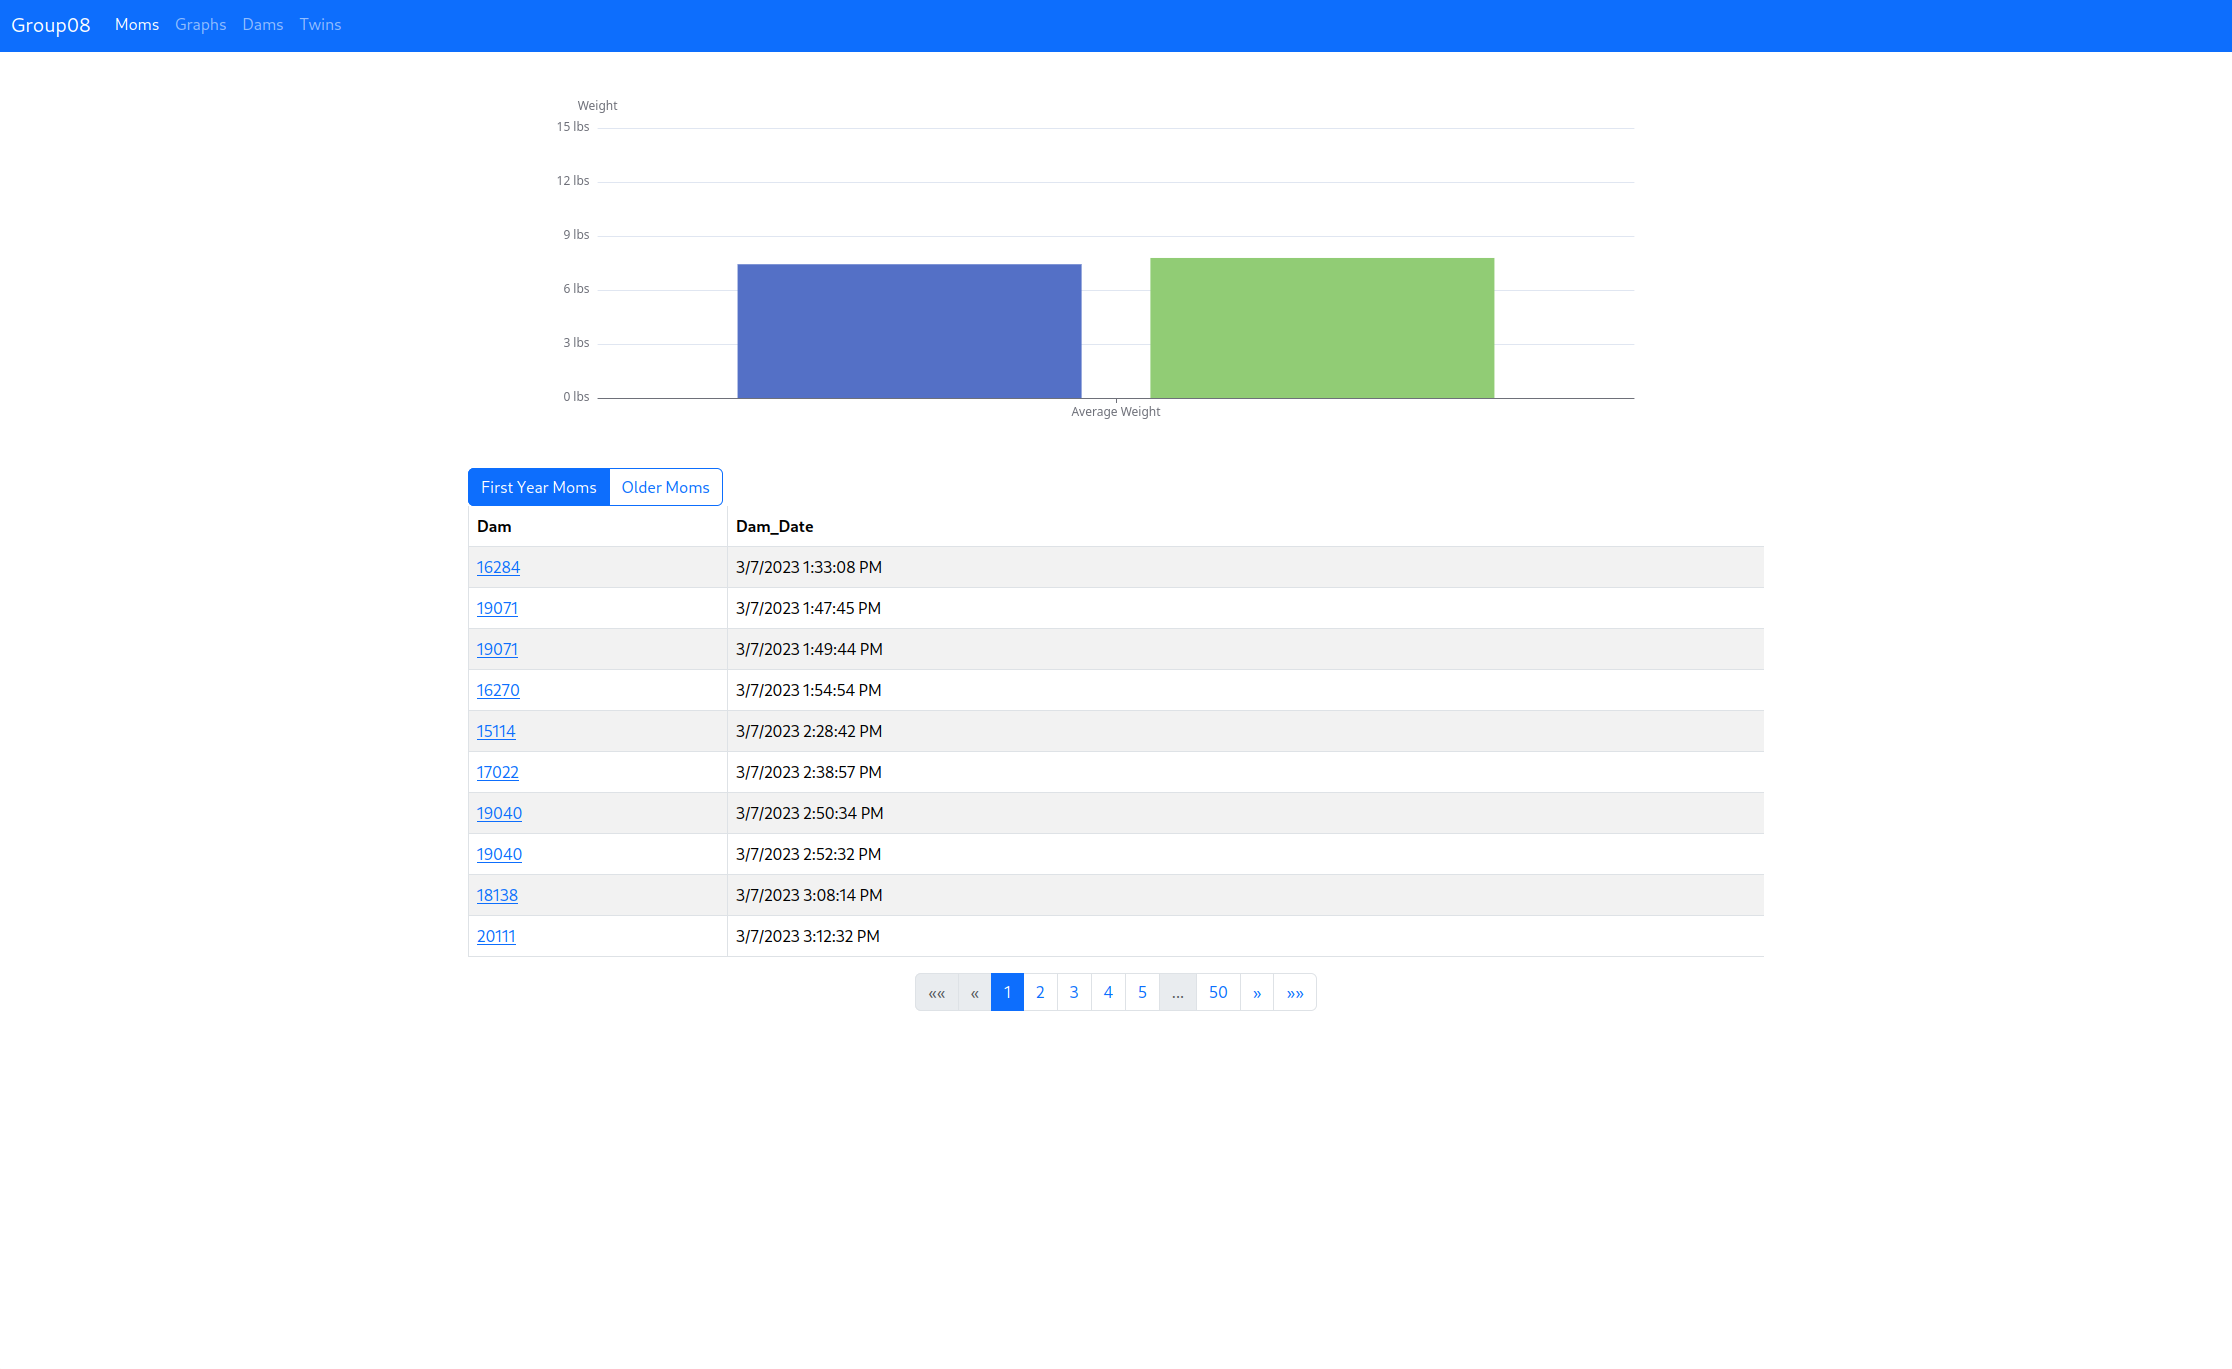 Group08 Moms Graphs Dams Twins
Weight
15 lbs
12 lbs
9 lbs
6 lbs
3 lbs
0 lbs
Average Weight
First Year Moms Older Moms
Dam Dam_Date
16284 3/7/2023 1:33:08 PM
19071 3/7/2023 1:47:45 PM
19071 3/7/2023 1:49:44 PM
16270 3/7/2023 1:54:54 PM
15114 3/7/2023 2:28:42 PM
17022 3/7/2023 2:38:57 PM
19040 3/7/2023 2:50:34 PM
19040 3/7/2023 2:52:32 PM
18138 3/7/2023 3:08:14 PM
20111 3/7/2023 3:12:32 PM
«« « 1 2 3 4 5 ... 50 » »»